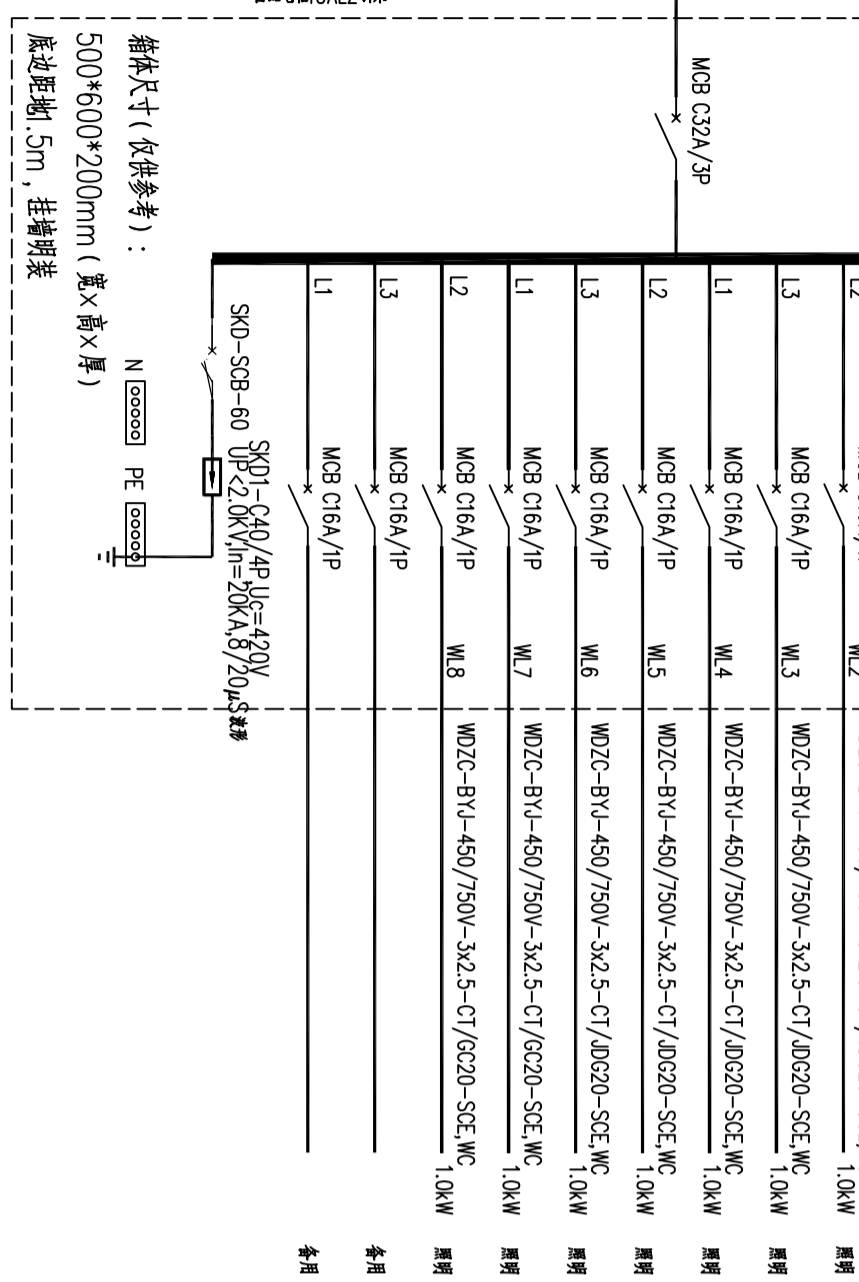 MCB C32A/3P
L2
1.0kW
照明
L3
MCB C16A/1P
WL3
WDZC-BYJ-450/750V-3x2.5-CT/JDG20-SCE,WC
1.0kW
照明
L1
MCB C16A/1P
WL4
WDZC-BYJ-450/750V-3x2.5-CT/JDG20-SCE,WC
1.0kW
照明
L2
MCB C16A/1P
WL5
WDZC-BYJ-450/750V-3x2.5-CT/JDG20-SCE,WC
1.0kW
照明
L3
MCB C16A/1P
WL6
WDZC-BYJ-450/750V-3x2.5-CT/JDG20-SCE,WC
1.0kW
照明
L1
MCB C16A/1P
WL7
WDZC-BYJ-450/750V-3x2.5-CT/GC20-SCE,WC
1.0kW
照明
L2
MCB C16A/1P
WL8
WDZC-BYJ-450/750V-3x2.5-CT/GC20-SCE,WC
1.0kW
照明
L3
MCB C16A/1P
备用
L1
MCB C16A/1P
备用
SKD1-C40/4P,Uc=420V
SKD-SCB-60 UP<2.0KV,In=20KA,8/20μS波形
N
PE
箱体尺寸(仅供参考):
500*600*200mm(宽×高×厚)
底边距地1.5m,挂墙明装